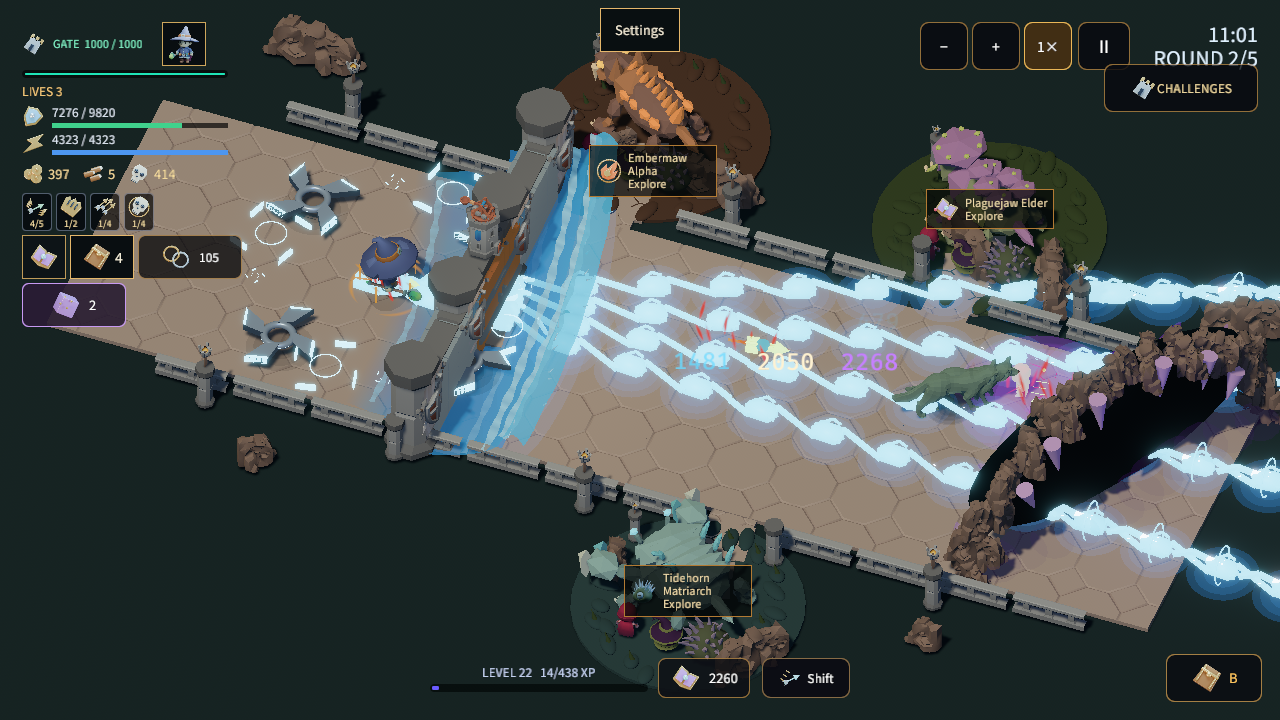 GATE 1000 / 1000
Settings
−
+
1×
11:01
ROUND 2/5
CHALLENGES
LIVES 3
7276 / 9820
4323 / 4323
397
5
414
4/5
1/2
1/4
1/4
4
105
2
Embermaw
Alpha
Explore
Plaguejaw Elder
Explore
1481
2050
2268
Tidehorn
Matriarch
Explore
LEVEL 22 14/438 XP
2260
Shift
B